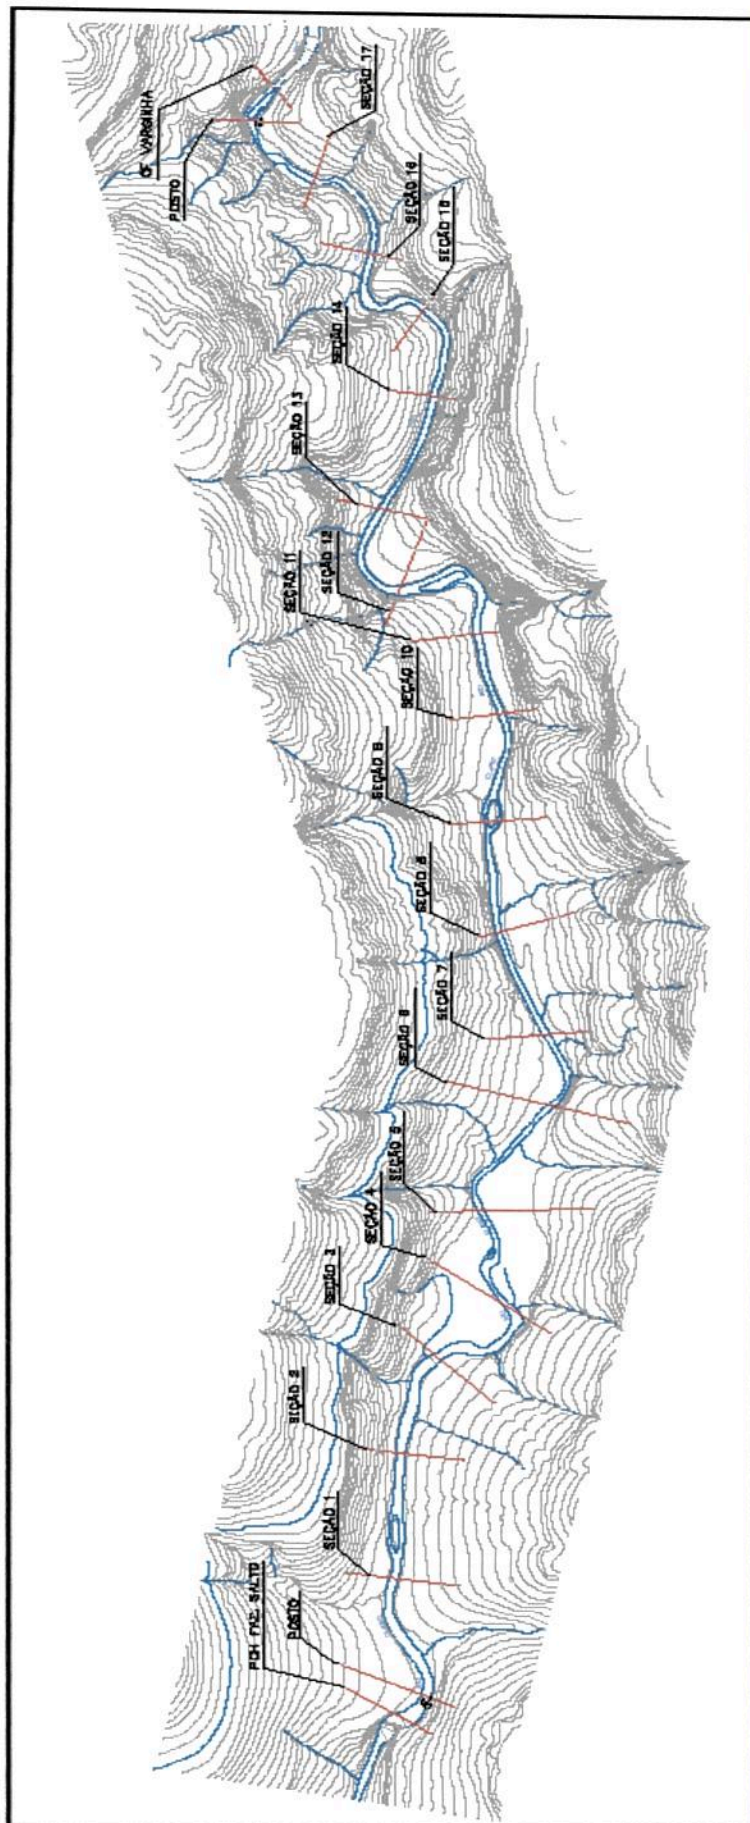 PCH FAZ. SALTO
POSTO
SEÇÃO 1
SEÇÃO 2
SEÇÃO 3
SEÇÃO 4
SEÇÃO 5
SEÇÃO 6
SEÇÃO 7
SEÇÃO 8
SEÇÃO 9
SEÇÃO 10
SEÇÃO 11
SEÇÃO 12
SEÇÃO 13
SEÇÃO 14
SEÇÃO 15
SEÇÃO 16
SEÇÃO 17
POSTO
CF VARGINHA